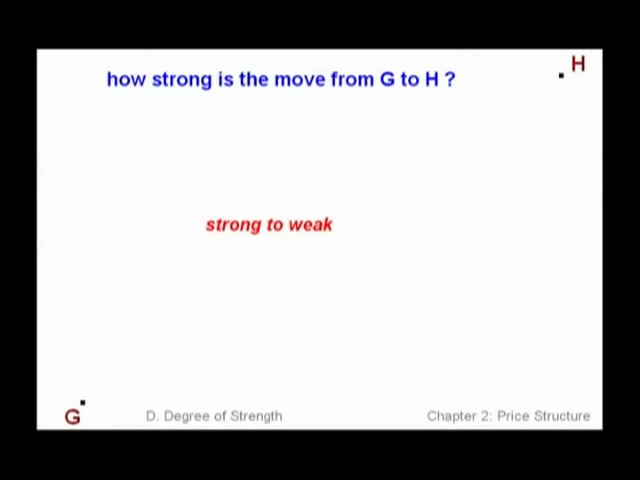 H
how strong is the move from G to H ?
strong to weak
G
D. Degree of Strength
Chapter 2: Price Structure